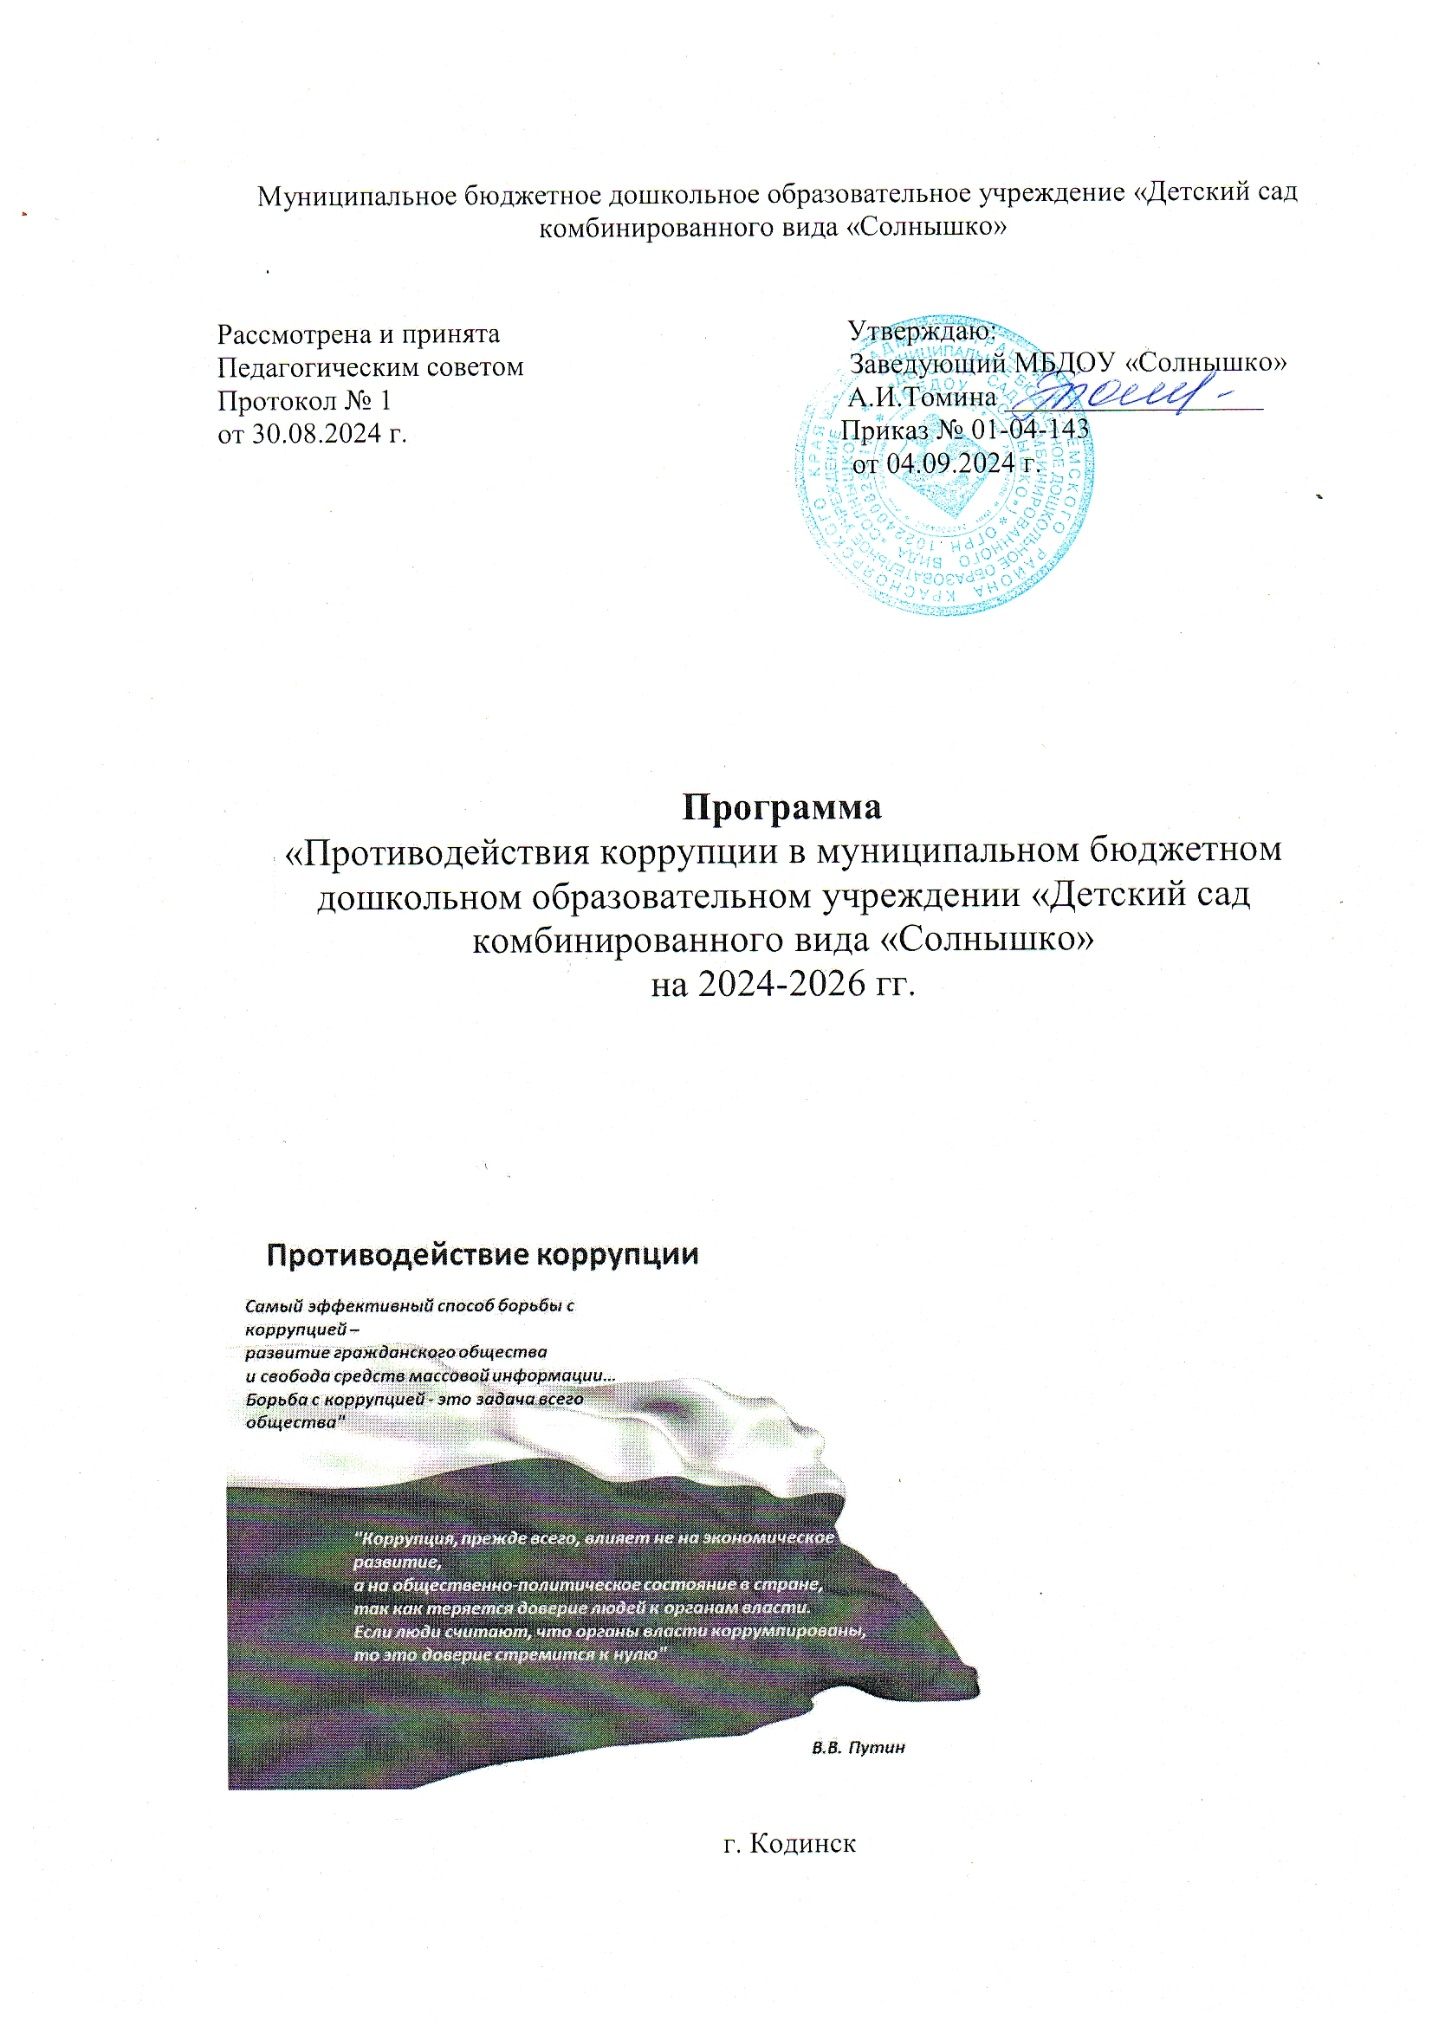 Муниципальное бюджетное дошкольное образовательное учреждение «Детский сад
комбинированного вида «Солнышко»
Рассмотрена и принята
Педагогическим советом
Протокол № 1
от 30.08.2024 г.
Утверждаю:
Заведующий МБДОУ «Солнышко»
А.И.Томина
Приказ № 01-04-143
от 04.09.2024 г.
Программа
«Противодействия коррупции в муниципальном бюджетном
дошкольном образовательном учреждении «Детский сад
комбинированного вида «Солнышко»
на 2024-2026 гг.
Противодействие коррупции
Самый эффективный способ борьбы с
коррупцией –
развитие гражданского общества
и свобода средств массовой информации...
Борьба с коррупцией - это задача всего
общества"
"Коррупция, прежде всего, влияет не на экономическое
развитие,
а на общественно-политическое состояние в стране,
так как теряется доверие людей к органам власти.
Если люди считают, что органы власти коррумпированы,
то это доверие стремится к нулю"
В.В. Путин
г. Кодинск